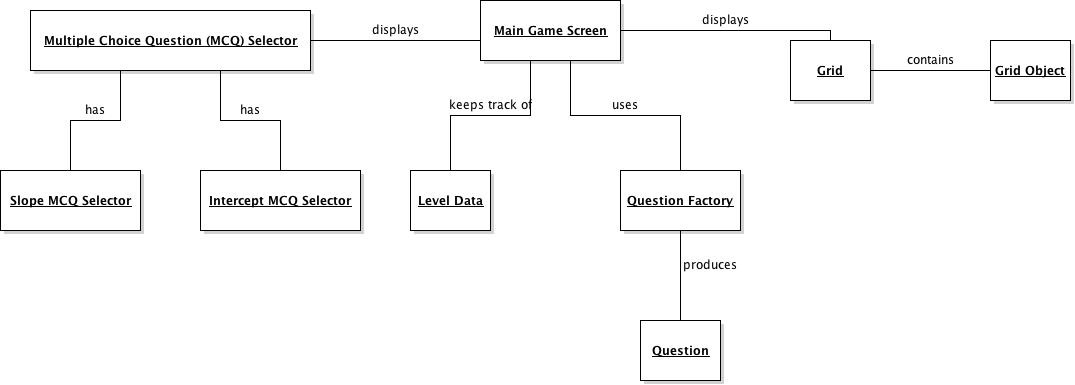 Multiple Choice Question (MCQ) Selector
displays
Main Game Screen
displays
Grid
contains
Grid Object
has
has
keeps track of
uses
Slope MCQ Selector
Intercept MCQ Selector
Level Data
Question Factory
produces
Question